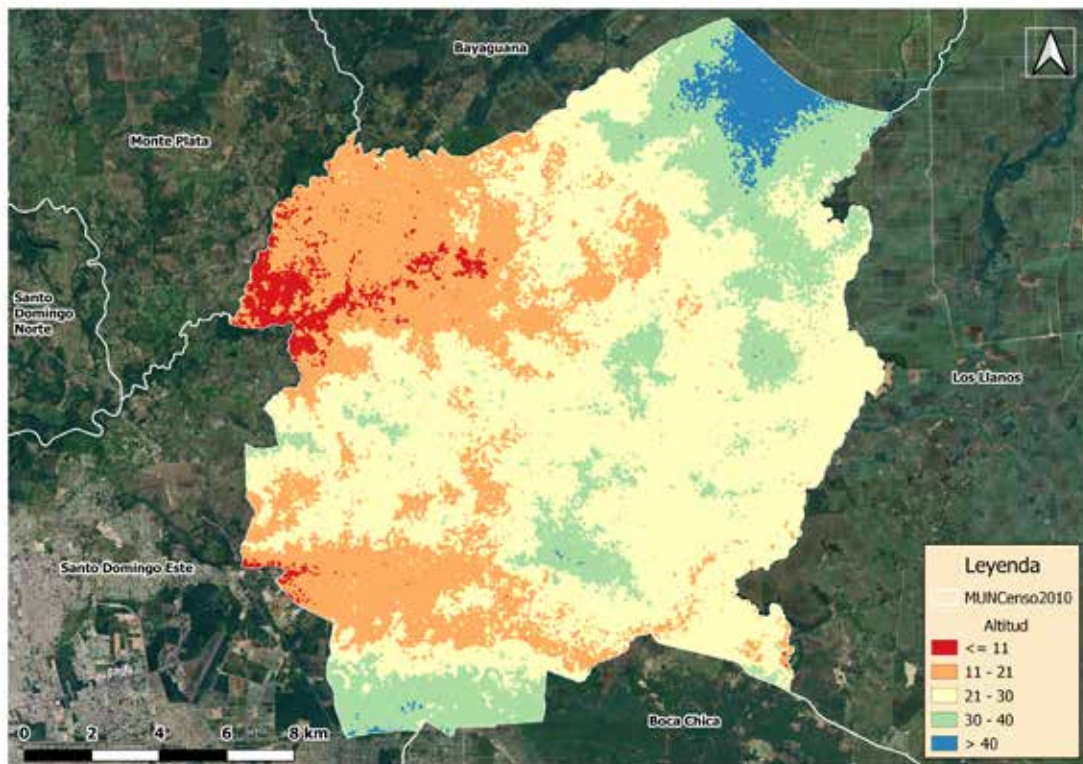 Bayaguana
Monte Plata
Santo
Domingo
Norte
Los Llanos
Santo Domingo Este
Boca Chica
0 2 4 6 8 km
Leyenda
MUNCenso2010
Altitud
<= 11
11 - 21
21 - 30
30 - 40
> 40